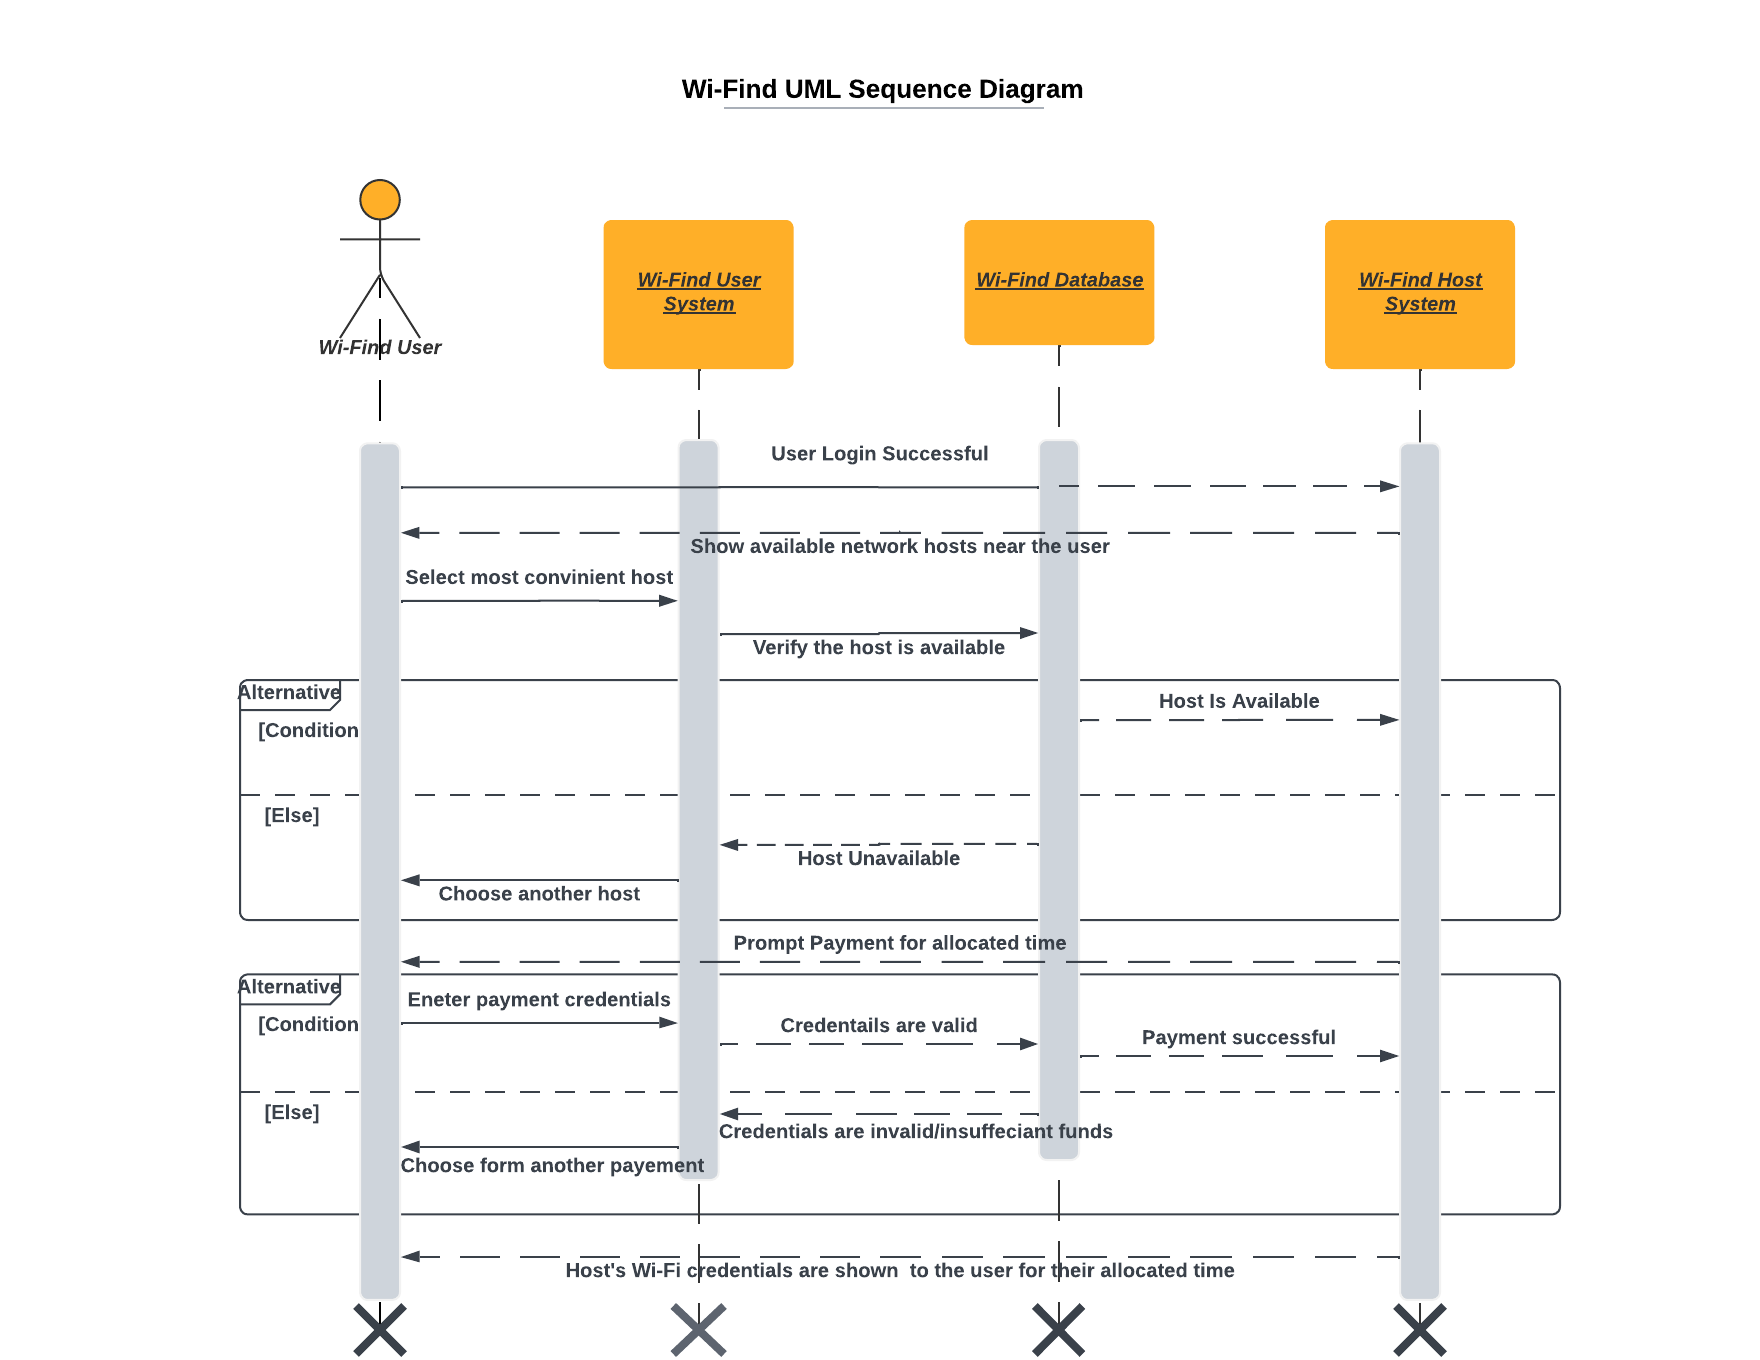 Wi-Find UML Sequence Diagram
Wi-Find User
Wi-Find User
System
Wi-Find Database
Wi-Find Host
System
User Login Successful
Show available network hosts near the user
Select most convinient host
Verify the host is available
Alternative
[Condition
Host Is Available
[Else]
Host Unavailable
Choose another host
Prompt Payment for allocated time
Alternative
[Condition
Eneter payment credentials
Credentails are valid
Payment successful
[Else]
Credentials are invalid/insuffeciant funds
Choose form another payement
Host's Wi-Fi credentials are shown  to the user for their allocated time